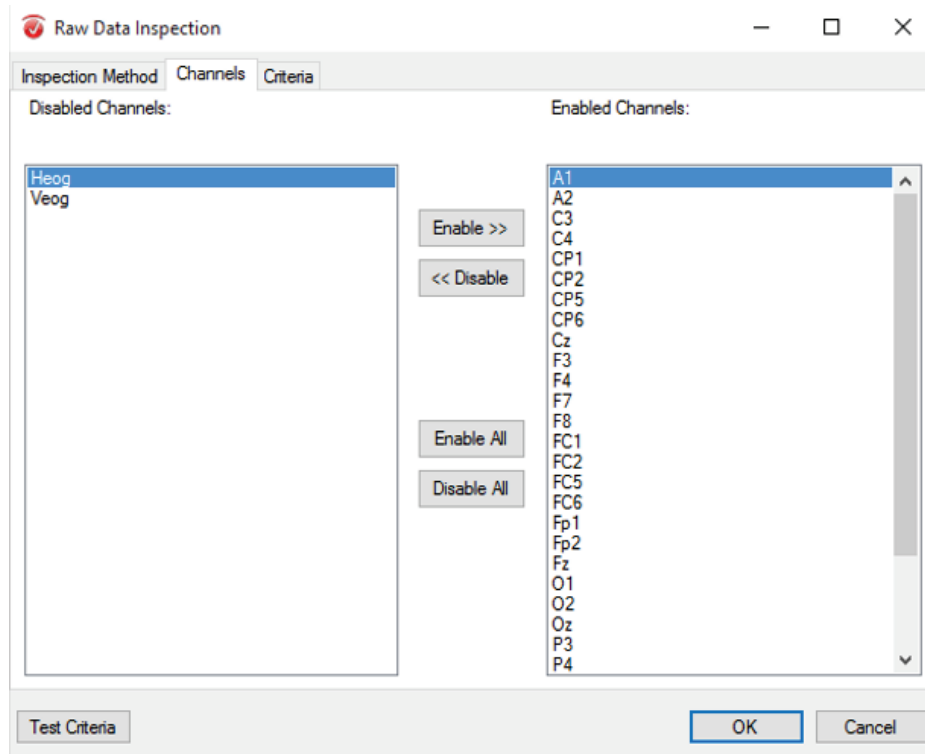 Raw Data Inspection
Inspection Method Channels Criteria
Disabled Channels:
Enabled Channels:
Heog
Veog
Enable >>
<< Disable
Enable All
Disable All
A1
A2
C3
C4
CP1
CP2
CP5
CP6
Cz
F3
F4
F7
F8
FC1
FC2
FC5
FC6
Fp1
Fp2
Fz
O1
O2
Oz
P3
P4
Test Criteria
OK
Cancel